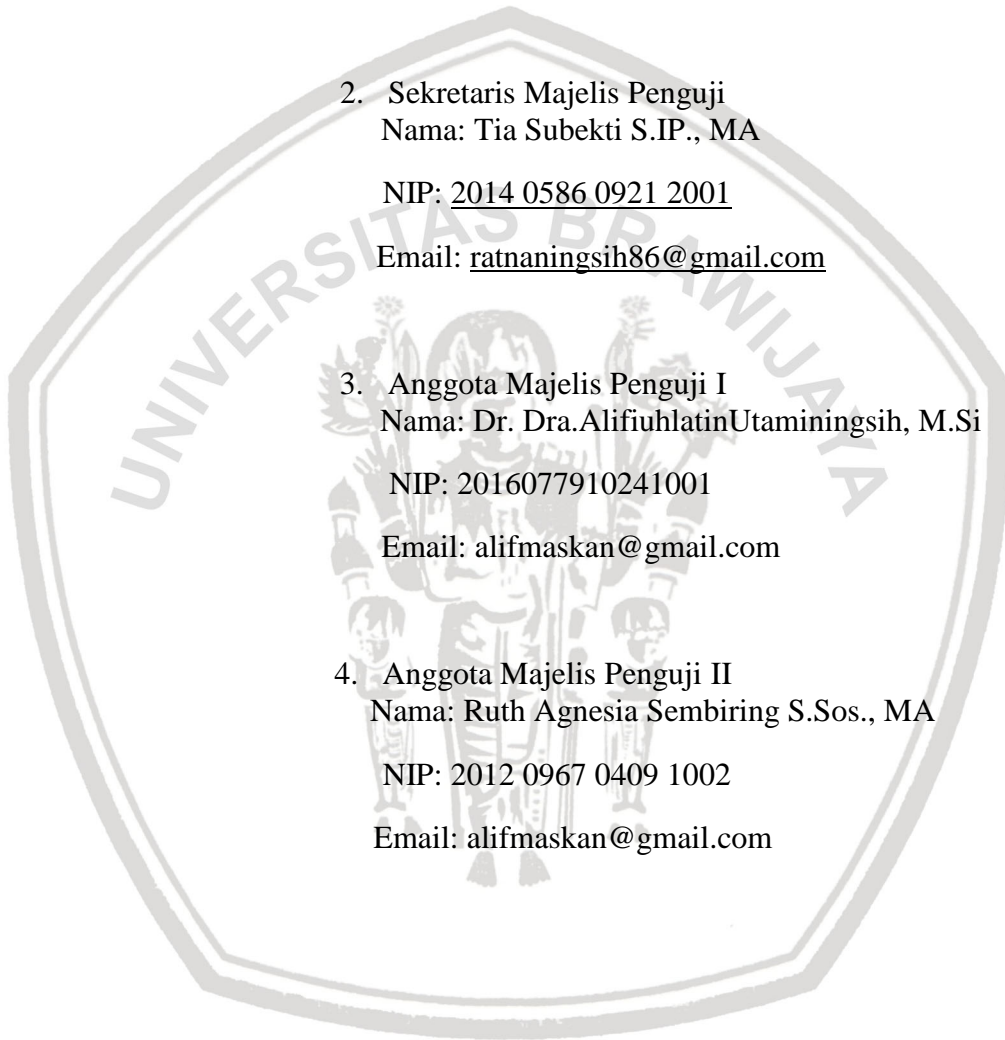 2. Sekretaris Majelis Penguji
Nama: Tia Subekti S.IP., MA
NIP: 2014 0586 0921 2001
Email: ratnaningsih86@gmail.com
UNIVERSITAS BRAWIJAYA
3. Anggota Majelis Penguji I
Nama: Dr. Dra.AlifiuhlatinUtaminingsih, M.Si
NIP: 2016077910241001
Email: alifmaskan@gmail.com
4. Anggota Majelis Penguji II
Nama: Ruth Agnesia Sembiring S.Sos., MA
NIP: 2012 0967 0409 1002
Email: alifmaskan@gmail.com